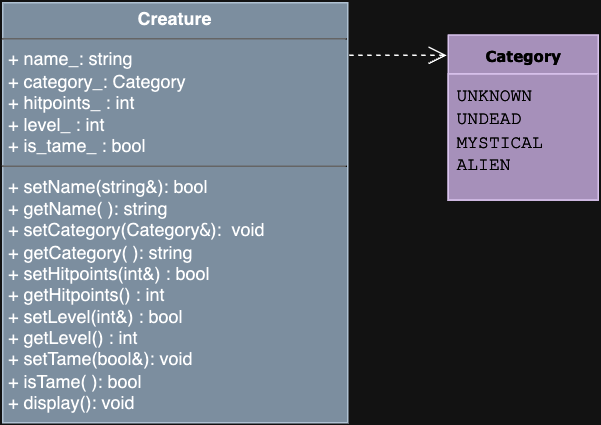 Creature
+ name_: string
+ category_: Category
+ hitpoints_ : int
+ level_ : int
+ is_tame_ : bool
+ setName(string&): bool
+ getName( ): string
+ setCategory(Category&): void
+ getCategory( ): string
+ setHitpoints(int&) : bool
+ getHitpoints() : int
+ setLevel(int&) : bool
+ getLevel() : int
+ setTame(bool&): void
+ isTame( ): bool
+ display(): void
Category
UNKNOWN
UNDEAD
MYSTICAL
ALIEN